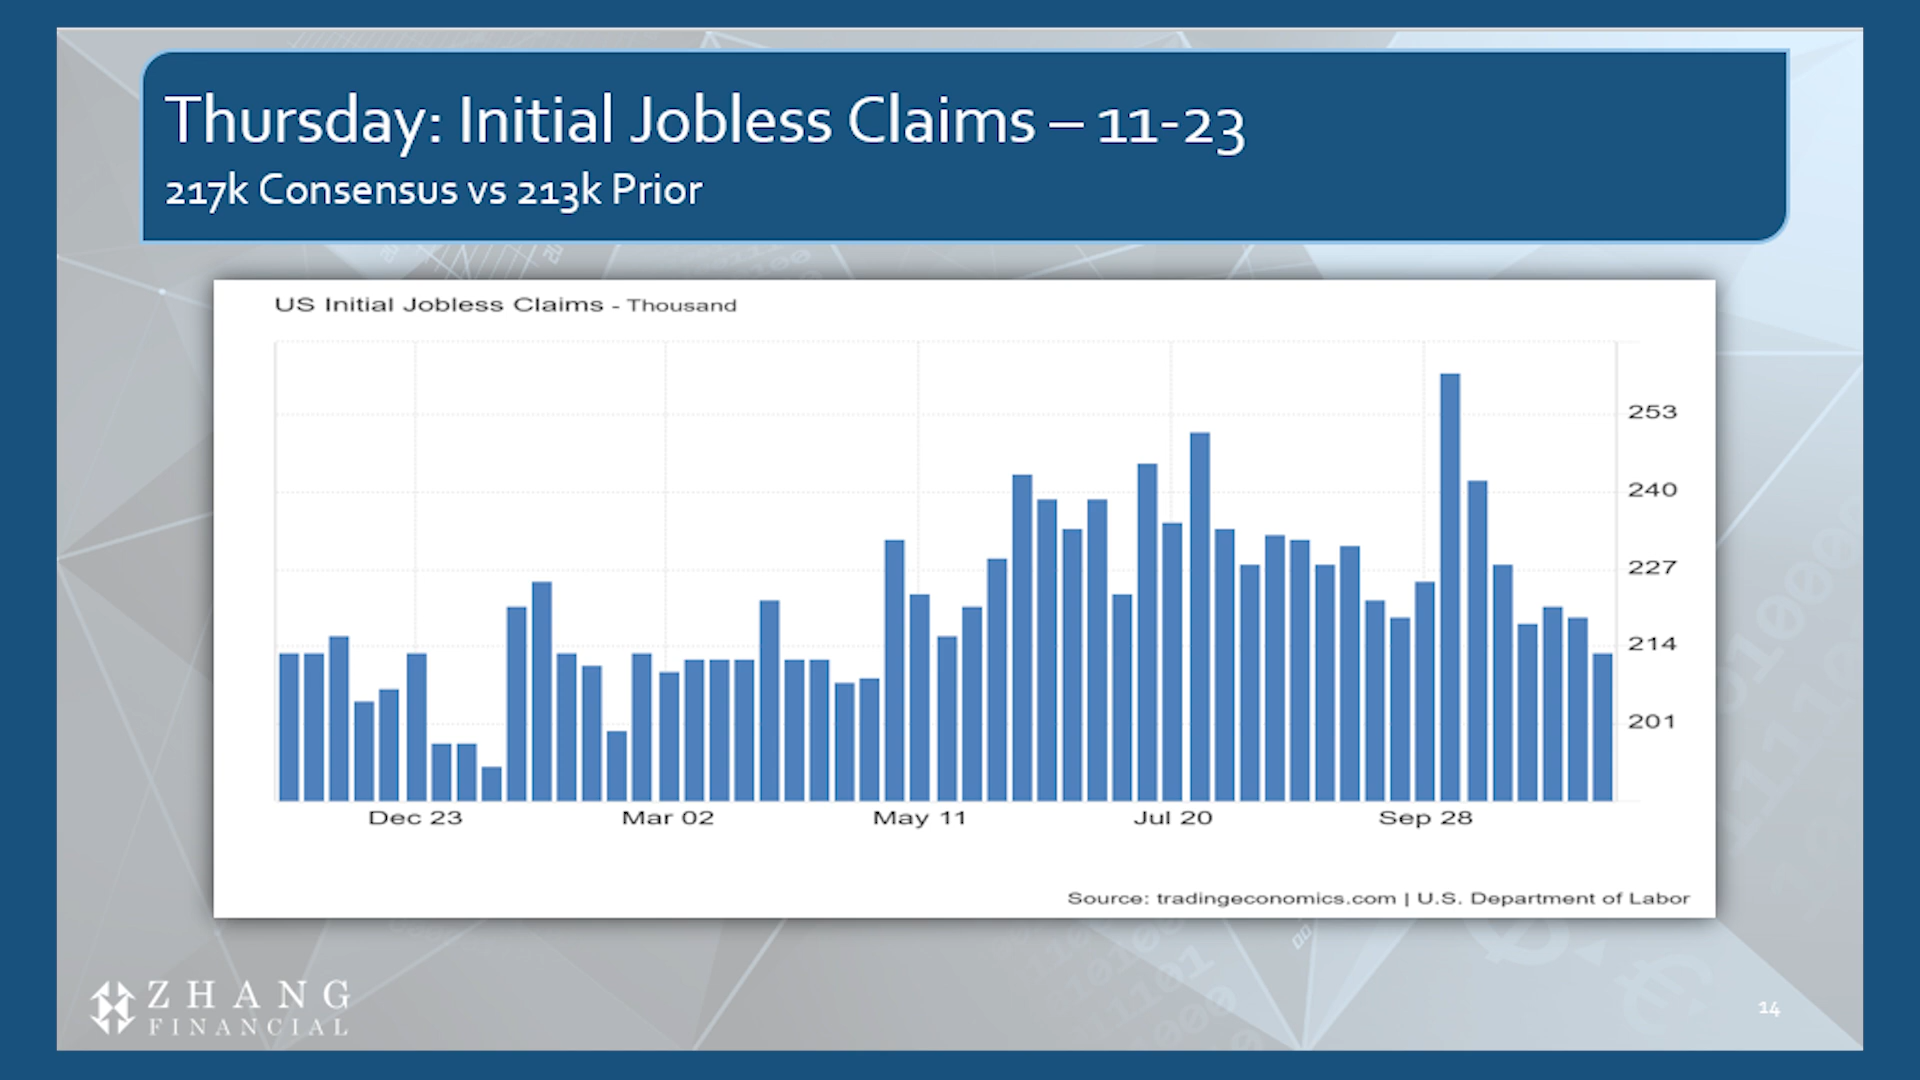 Thursday: Initial Jobless Claims – 11-23
217k Consensus vs 213k Prior
US Initial Jobless Claims - Thousand
253
240
227
214
201
Dec 23 Mar 02 May 11 Jul 20 Sep 28
Source: tradingeconomics.com | U.S. Department of Labor
ZHANG
FINANCIAL
14